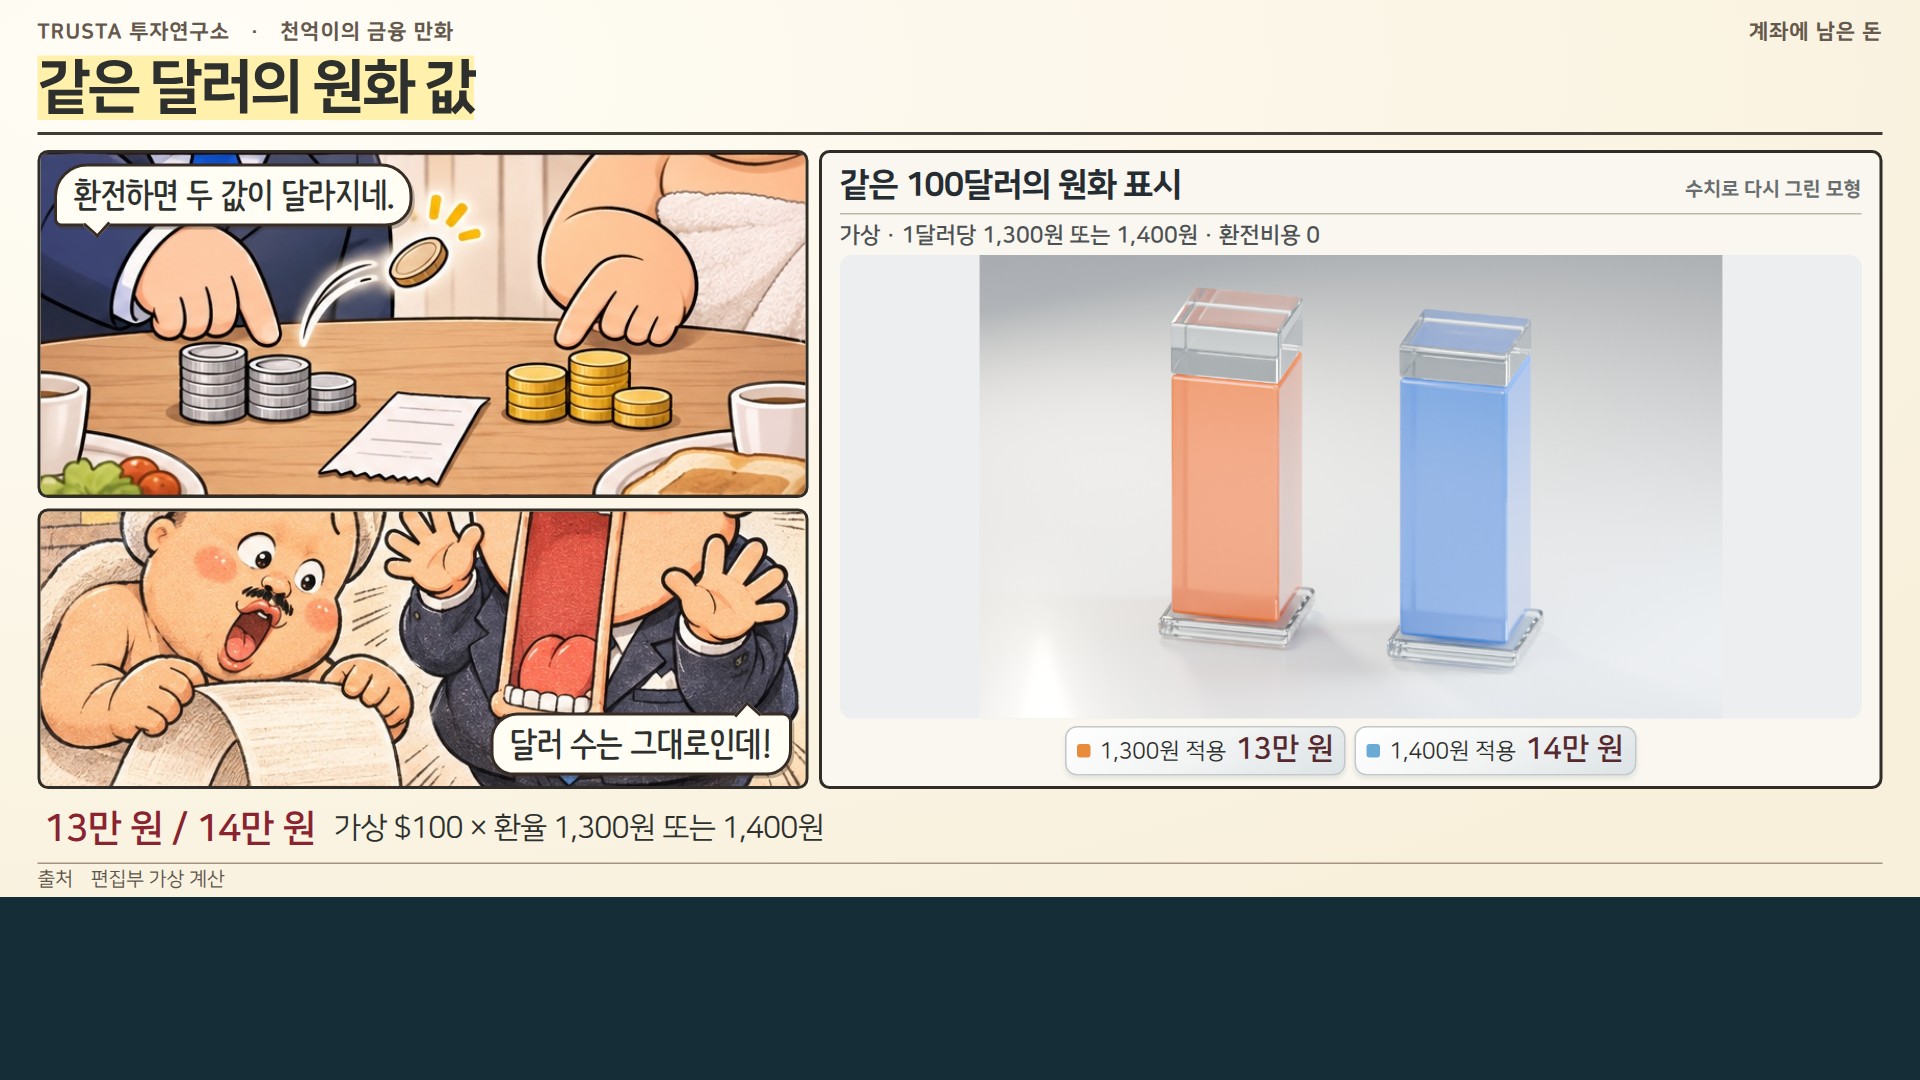 TRUSTA 투자연구소 · 천억이의 금융 만화
계좌에 남은 돈
같은 달러의 원화 값
환전하면 두 값이 달라지네.
달러 수는 그대로인데!
같은 100달러의 원화 표시
수치로 다시 그린 모형
가상 · 1달러당 1,300원 또는 1,400원 · 환전비용 0
1,300원 적용 13만 원
1,400원 적용 14만 원
13만 원 / 14만 원 가상 $100 × 환율 1,300원 또는 1,400원
출처 편집부 가상 계산